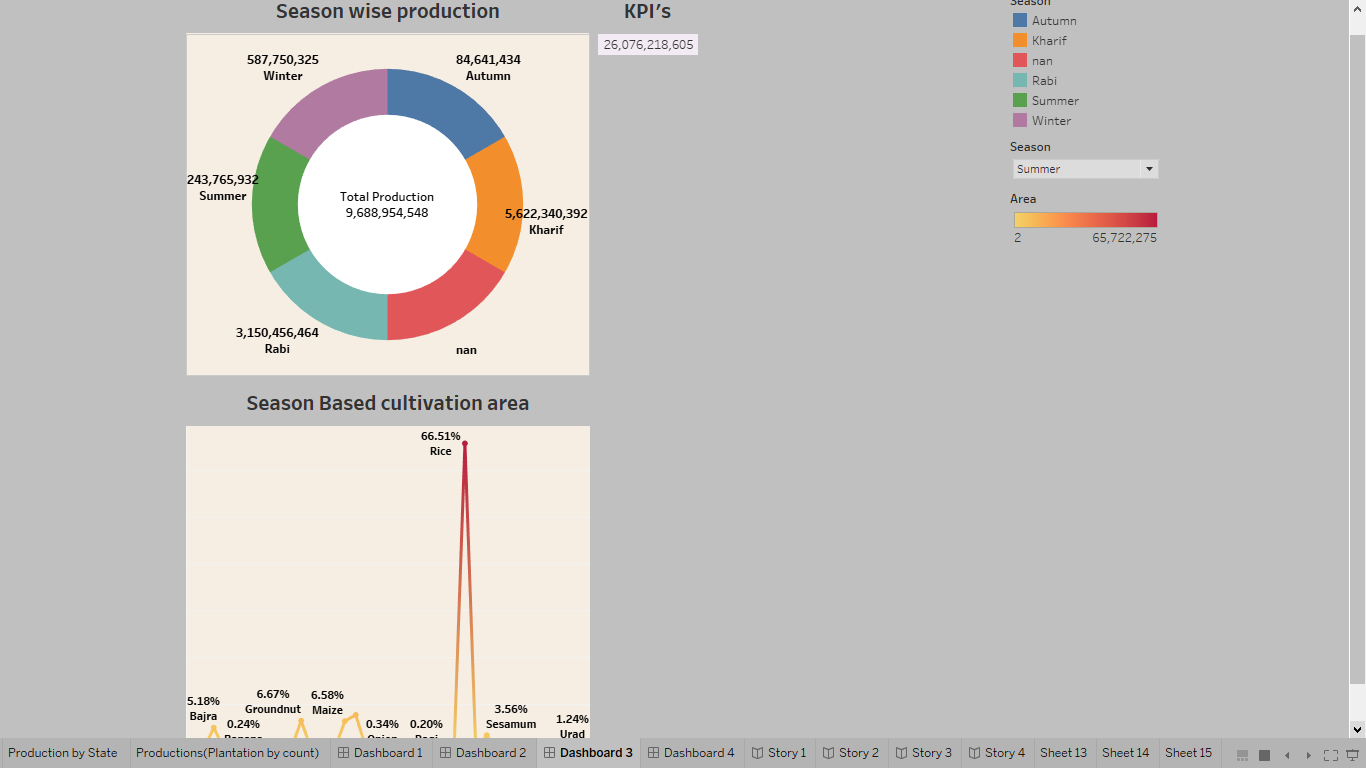 Season wise production
KPI's
Season
587,750,325
Winter
84,641,434
Autumn
243,765,932
Summer
Total Production
9,688,954,548
5,622,340,392
Kharif
3,150,456,464
Rabi
nan
26,076,218,605
Autumn
Kharif
nan
Rabi
Summer
Winter
Season
Summer
Area
2
65,722,275
Season Based cultivation area
66.51%
Rice
5.18%
Bajra
0.24%
Banana
6.67%
Groundnut
6.58%
Maize
0.34%
Onion
0.20%
Ragi
3.56%
Sesamum
1.24%
Urad
Production by State
Productions(Plantation by count)
Dashboard 1
Dashboard 2
Dashboard 3
Dashboard 4
Story 1
Story 2
Story 3
Story 4
Sheet 13
Sheet 14
Sheet 15